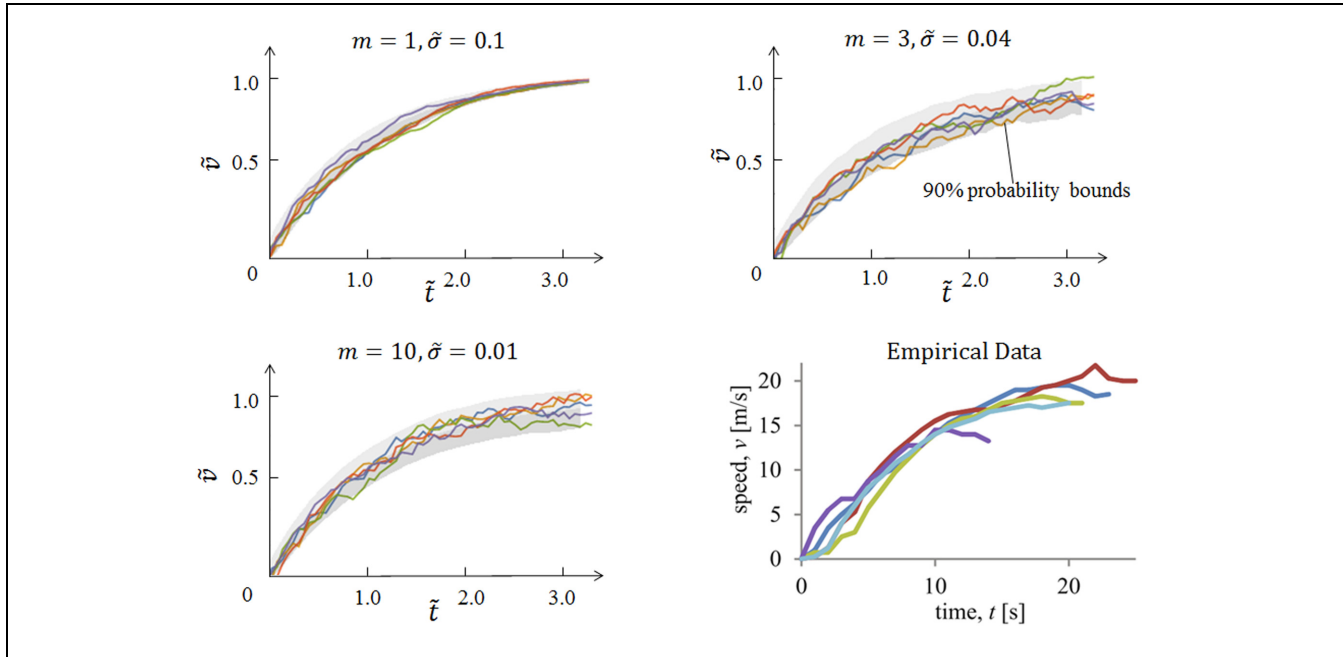 m = 1, σ̃ = 0.1
1.0
ṽ
0.5
0
1.0
2.0
3.0
t̃
m = 3, σ̃ = 0.04
1.0
ṽ
0.5
90% probability bounds
0
1.0
2.0
3.0
t̃
m = 10, σ̃ = 0.01
1.0
ṽ
0.5
0
1.0
2.0
3.0
t̃
Empirical Data
speed, v [m/s]
20
15
10
5
0
0
10
20
time, t [s]